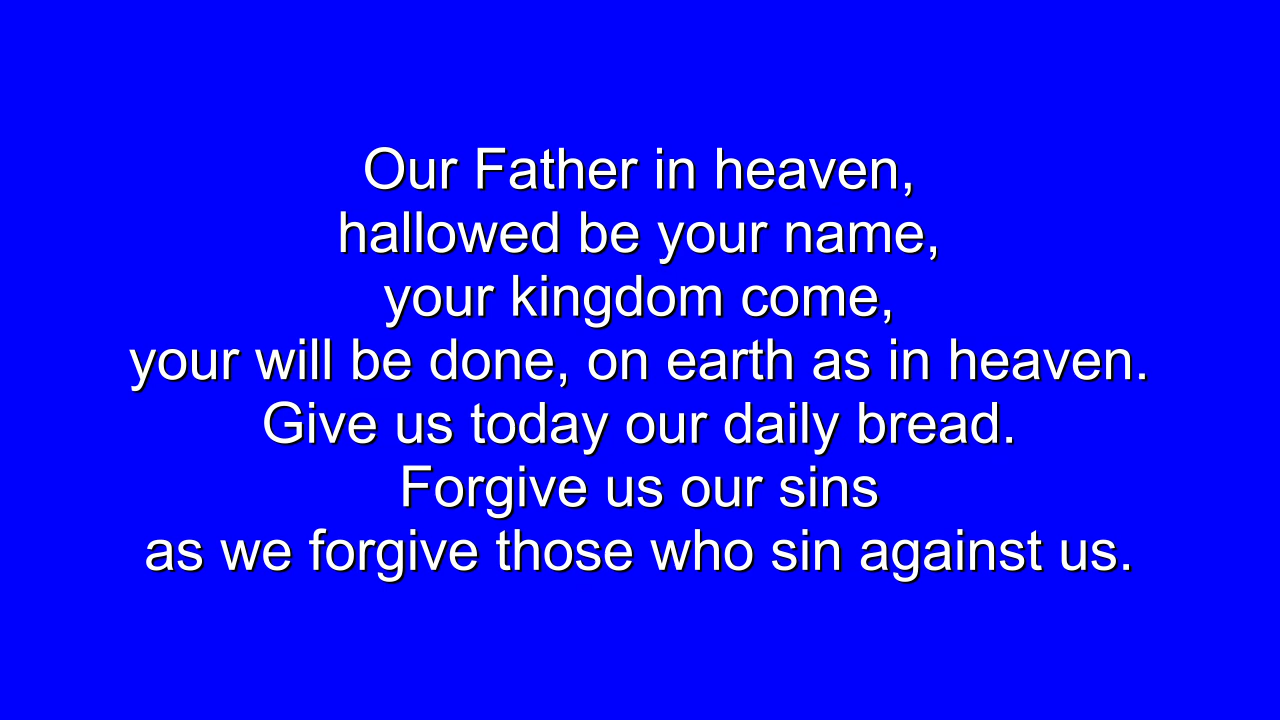 Our Father in heaven,
hallowed be your name,
your kingdom come,
your will be done, on earth as in heaven.
Give us today our daily bread.
Forgive us our sins
as we forgive those who sin against us.